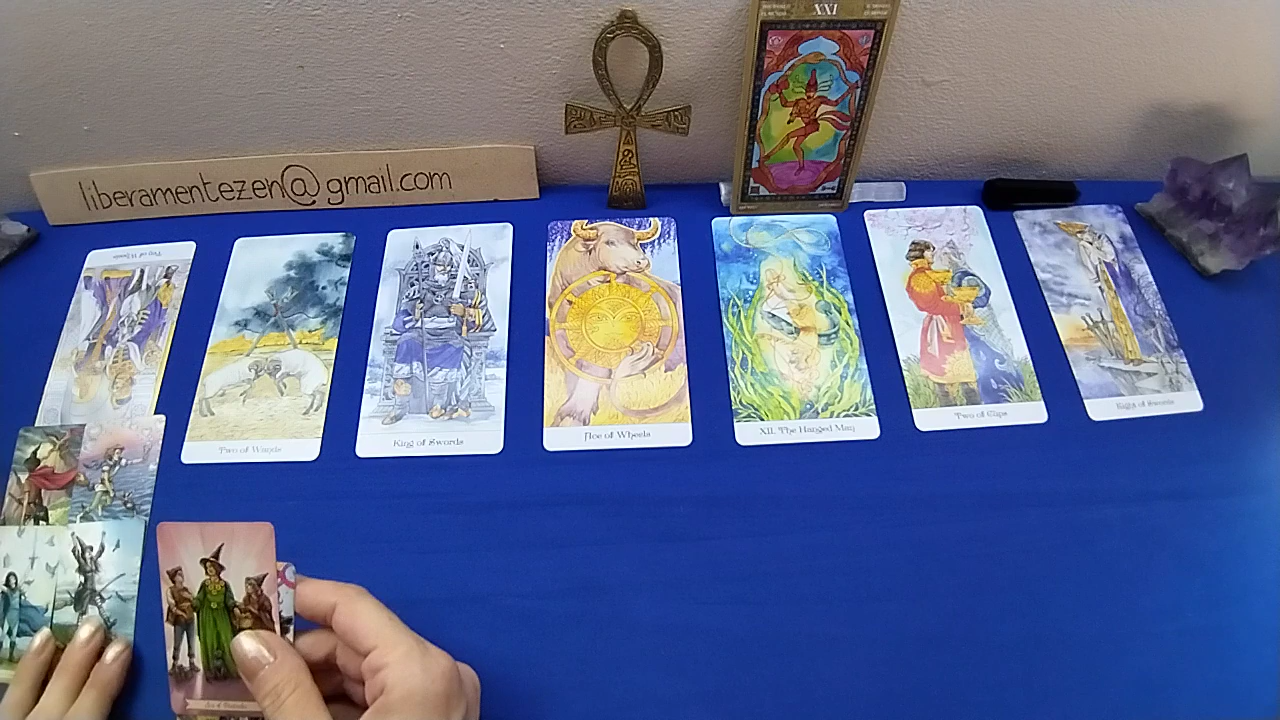 XXI
liberamentezen@gmail.com
Two of Wands
King of Swords
Ace of Wheels
XII. The Hanged Man
Two of Cups
Eight of Swords